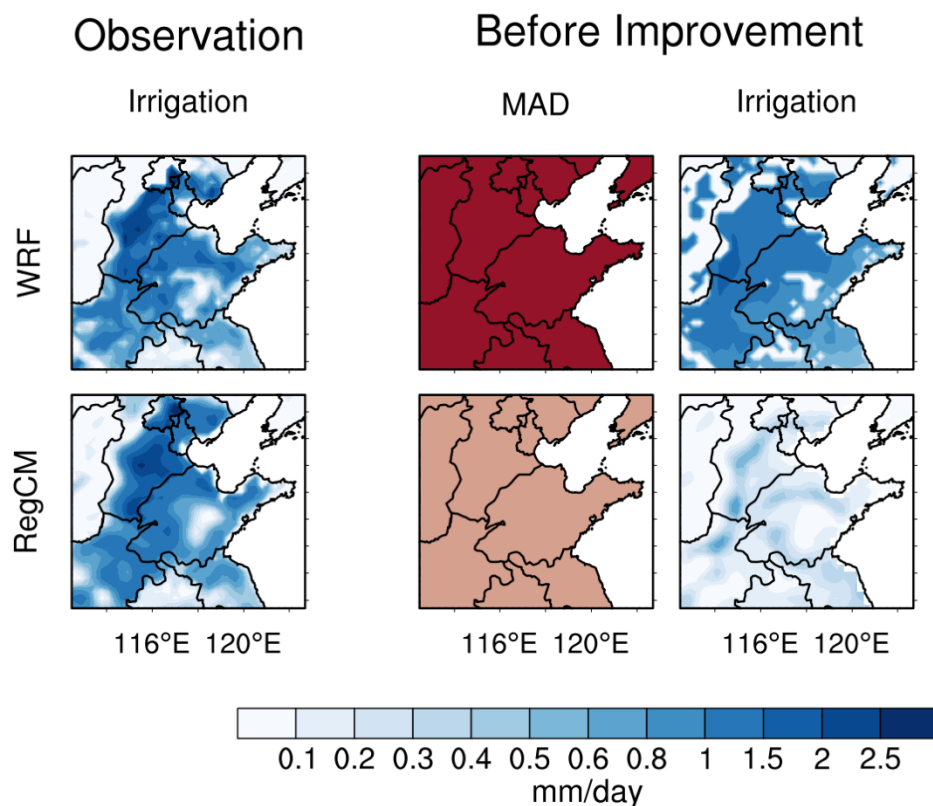 Observation
Before Improvement
Irrigation
MAD
Irrigation
WRF
RegCM
116°E 120°E
116°E 120°E
116°E 120°E
0.1 0.2 0.3 0.4 0.5 0.6 0.8 1 1.5 2 2.5
mm/day